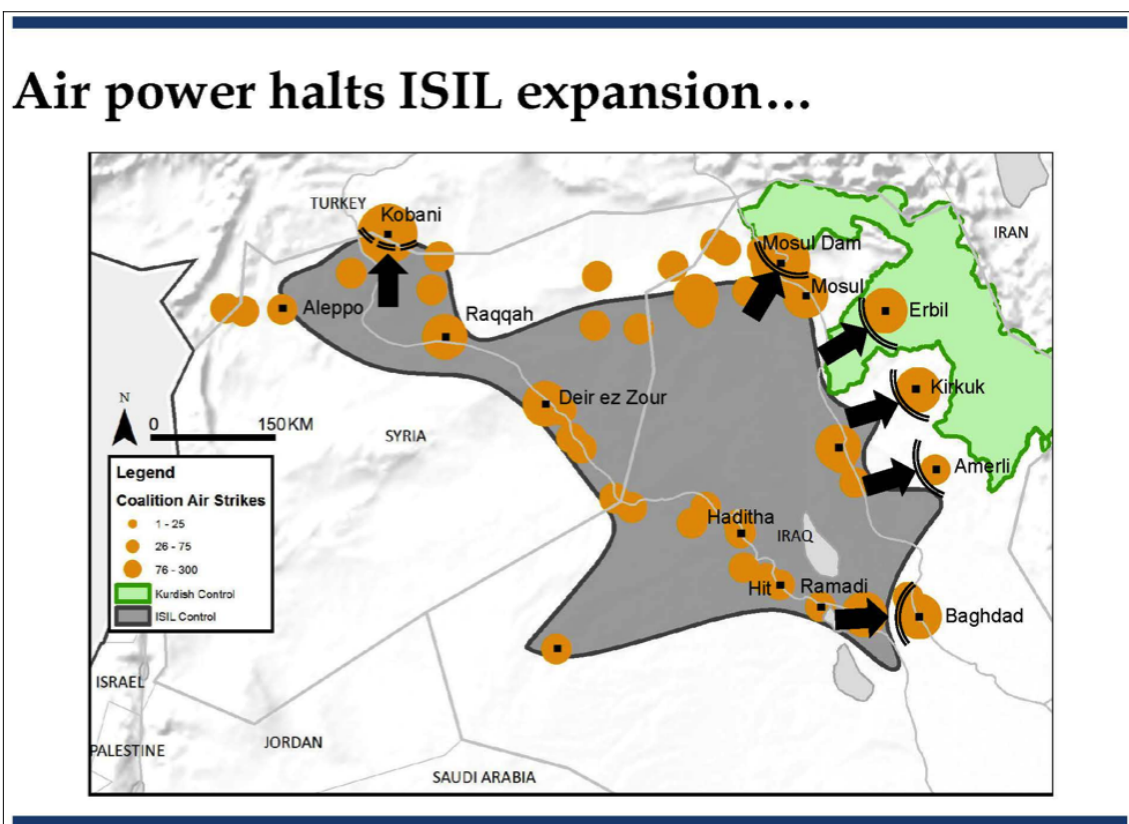 Air power halts ISIL expansion...
TURKEY
Kobani
IRAN
Mosul Dam
Mosul
Aleppo
Raqqah
Erbil
Kirkuk
Deir ez Zour
N
0 150 KM
SYRIA
Amerli
Legend
Coalition Air Strikes
1 - 25
26 - 75
76 - 300
Kurdish Control
ISIL Control
Haditha
IRAQ
Hit
Ramadi
Baghdad
ISRAEL
PALESTINE
JORDAN
SAUDI ARABIA